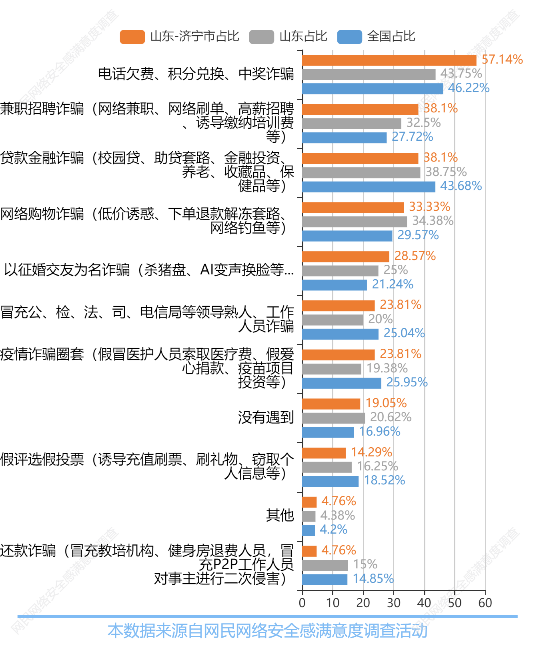 山东-济宁市占比 山东占比 全国占比
电话欠费、积分兑换、中奖诈骗
57.14%
43.75%
46.22%
兼职招聘诈骗（网络兼职、网络刷单、高薪招聘
、诱导缴纳培训费
等）
38.1%
32.5%
27.72%
贷款金融诈骗（校园贷、助贷套路、金融投资、
养老、收藏品、保
健品等）
38.1%
38.75%
43.68%
网络购物诈骗（低价诱惑、下单退款解冻套路、
网络钓鱼等）
33.33%
34.38%
29.57%
以征婚交友为名诈骗（杀猪盘、AI变声换脸等...
28.57%
25%
21.24%
冒充公、检、法、司、电信局等领导熟人、工作
人员诈骗
23.81%
20%
25.04%
疫情诈骗圈套（假冒医护人员索取医疗费、假爱
心捐款、疫苗项目
投资等）
23.81%
19.38%
25.95%
没有遇到
19.05%
20.62%
16.96%
假评选假投票（诱导充值刷票、刷礼物、窃取个
人信息等）
14.29%
16.25%
18.52%
其他
4.76%
4.38%
4.2%
还款诈骗（冒充教培机构、健身房退费人员，冒
充P2P工作人员
对事主进行二次侵害）
4.76%
15%
14.85%
0 10 20 30 40 50 60
本数据来源自网民网络安全感满意度调查活动